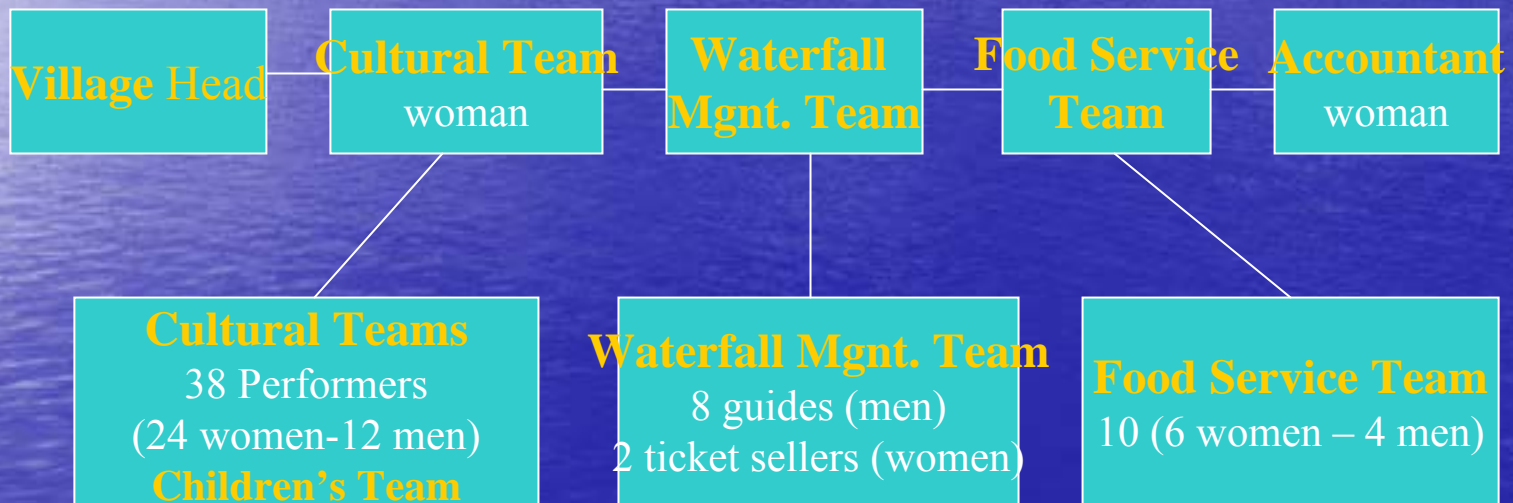 Village Head
Cultural Team
woman
Waterfall
Mgnt. Team
Food Service
Team
Accountant
woman
Cultural Teams
38 Performers
(24 women-12 men)
Children's Team
Waterfall Mgnt. Team
8 guides (men)
2 ticket sellers (women)
Food Service Team
10 (6 women – 4 men)